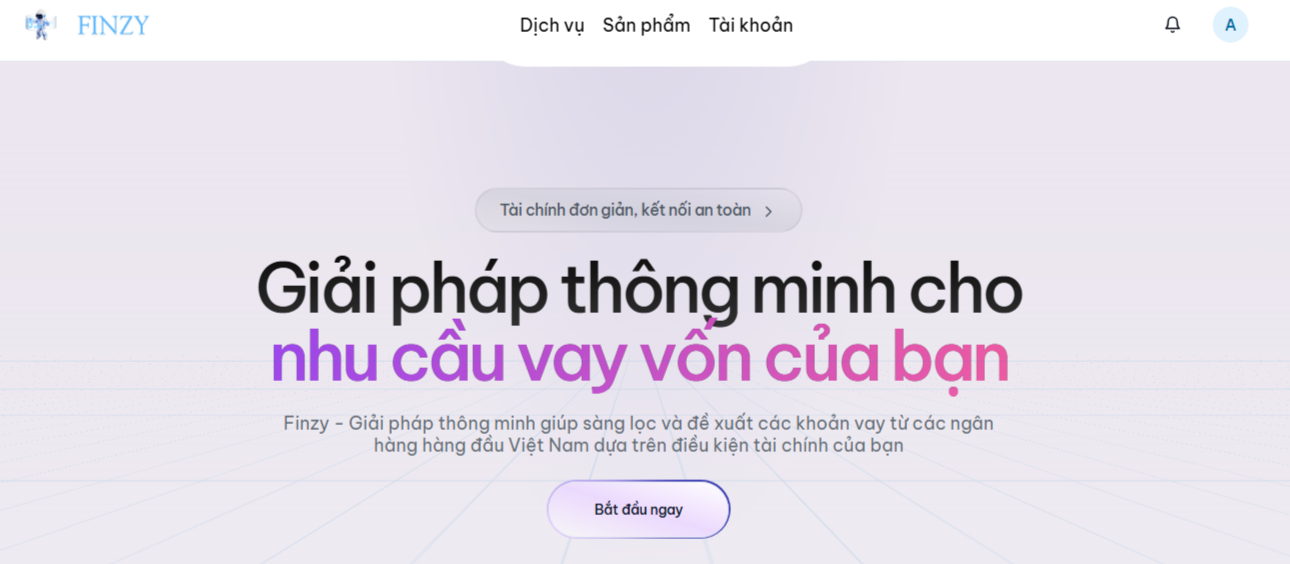 FINZY
Dịch vụ Sản phẩm Tài khoản
A
Tài chính đơn giản, kết nối an toàn
Giải pháp thông minh cho
nhu cầu vay vốn của bạn
Finzy - Giải pháp thông minh giúp sàng lọc và đề xuất các khoản vay từ các ngân
hàng hàng đầu Việt Nam dựa trên điều kiện tài chính của bạn
Bắt đầu ngay